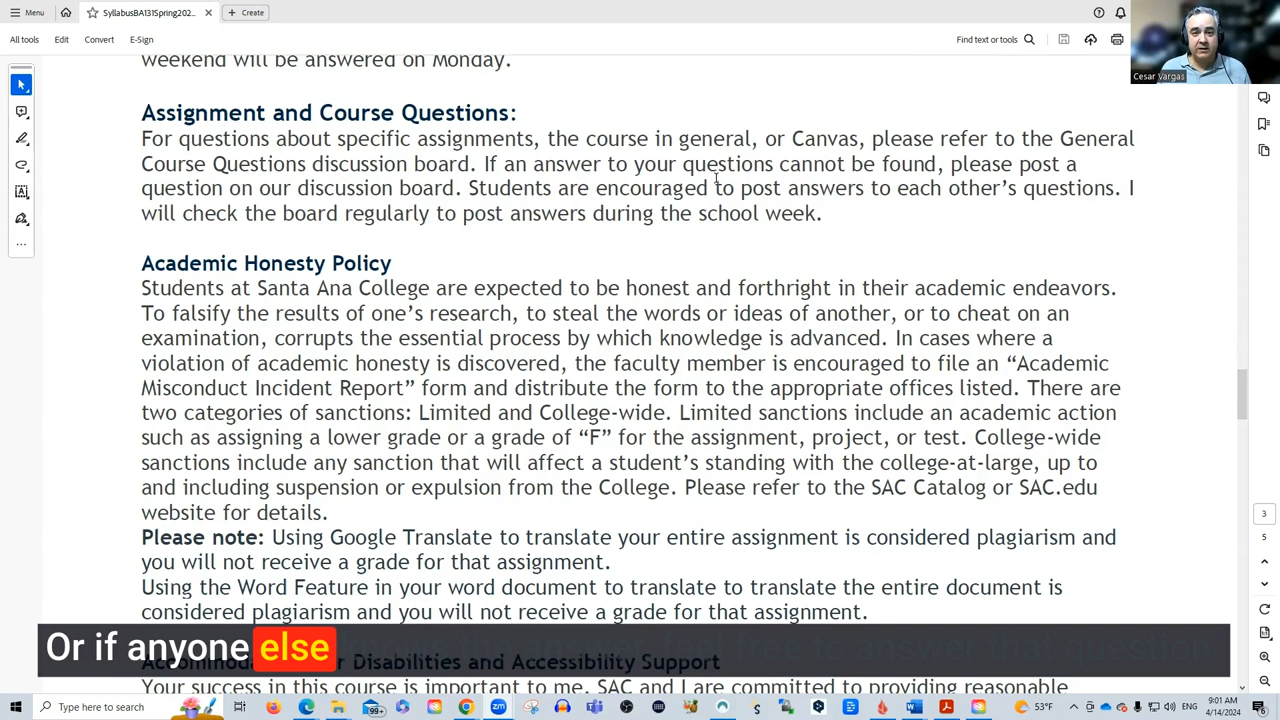 Menu
SyllabusBA131Spring202...
Create
All tools
Edit
Convert
E-Sign
Find text or tools
Cesar Vargas
weekend will be answered on Monday.
Assignment and Course Questions:
For questions about specific assignments, the course in general, or Canvas, please refer to the General
Course Questions discussion board. If an answer to your questions cannot be found, please post a
question on our discussion board. Students are encouraged to post answers to each other’s questions. I
will check the board regularly to post answers during the school week.
Academic Honesty Policy
Students at Santa Ana College are expected to be honest and forthright in their academic endeavors.
To falsify the results of one’s research, to steal the words or ideas of another, or to cheat on an
examination, corrupts the essential process by which knowledge is advanced. In cases where a
violation of academic honesty is discovered, the faculty member is encouraged to file an “Academic
Misconduct Incident Report” form and distribute the form to the appropriate offices listed. There are
two categories of sanctions: Limited and College-wide. Limited sanctions include an academic action
such as assigning a lower grade or a grade of “F” for the assignment, project, or test. College-wide
sanctions include any sanction that will affect a student’s standing with the college-at-large, up to
and including suspension or expulsion from the College. Please refer to the SAC Catalog or SAC.edu
website for details.
Please note: Using Google Translate to translate your entire assignment is considered plagiarism and
you will not receive a grade for that assignment.
Using the Word Feature in your word document to translate to translate the entire document is
considered plagiarism and you will not receive a grade for that assignment.
Or if anyone else to answer that question
Disabilities and Accessibility Support
Your success in this course is important to me. SAC and I are committed to providing reasonable
3
5
Type here to search
99+
53°F
9:01 AM
4/14/2024